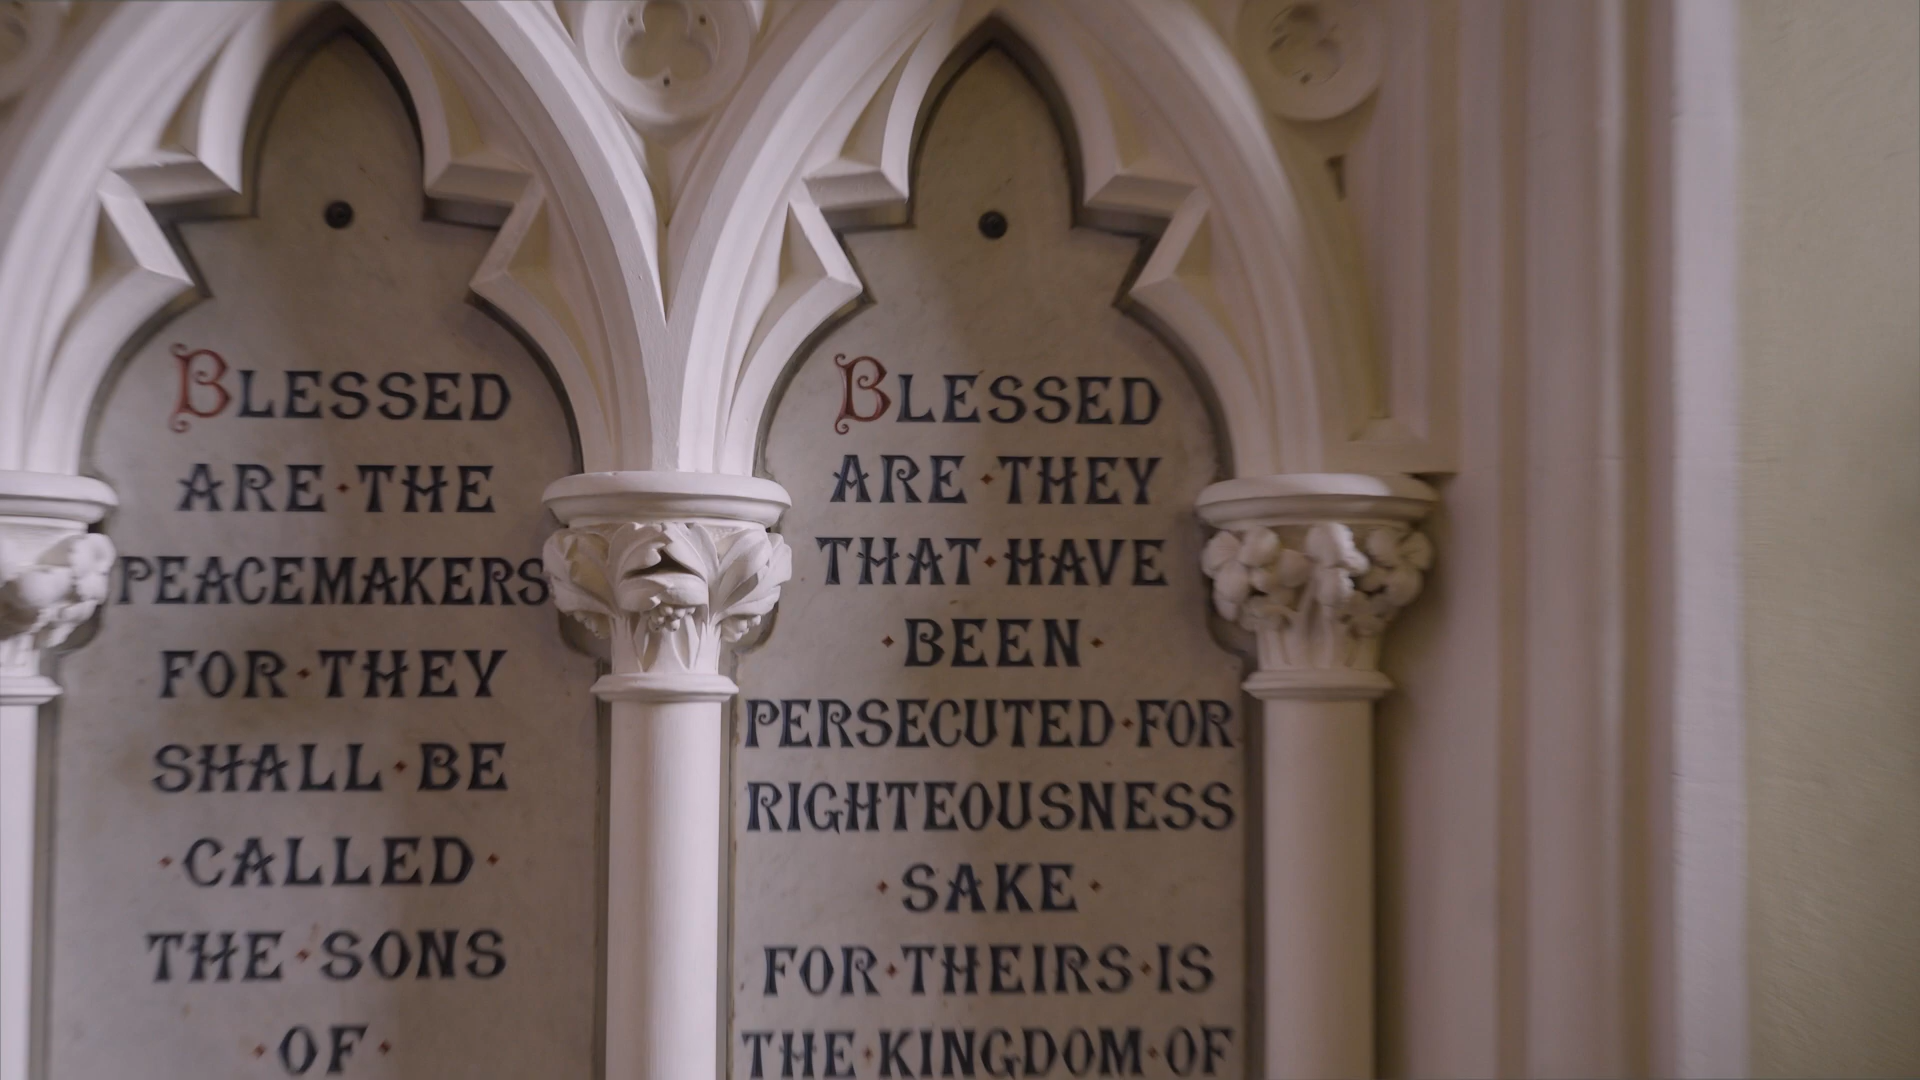 BLESSED
ARE·THE
PEACEMAKERS
FOR·THEY
SHALL·BE
·CALLED·
THE·SONS
·OF·
BLESSED
ARE·THEY
THAT·HAVE
·BEEN·
PERSECUTED·FOR
RIGHTEOUSNESS
·SAKE·
FOR·THEIRS·IS
THE·KINGDOM·OF